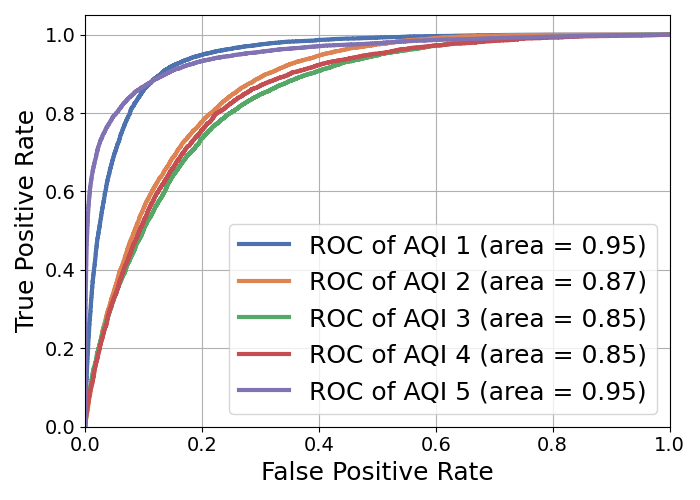 1.0
0.8
0.6
0.4
0.2
0.0
True Positive Rate
ROC of AQI 1 (area = 0.95)
ROC of AQI 2 (area = 0.87)
ROC of AQI 3 (area = 0.85)
ROC of AQI 4 (area = 0.85)
ROC of AQI 5 (area = 0.95)
0.0 0.2 0.4 0.6 0.8 1.0
False Positive Rate